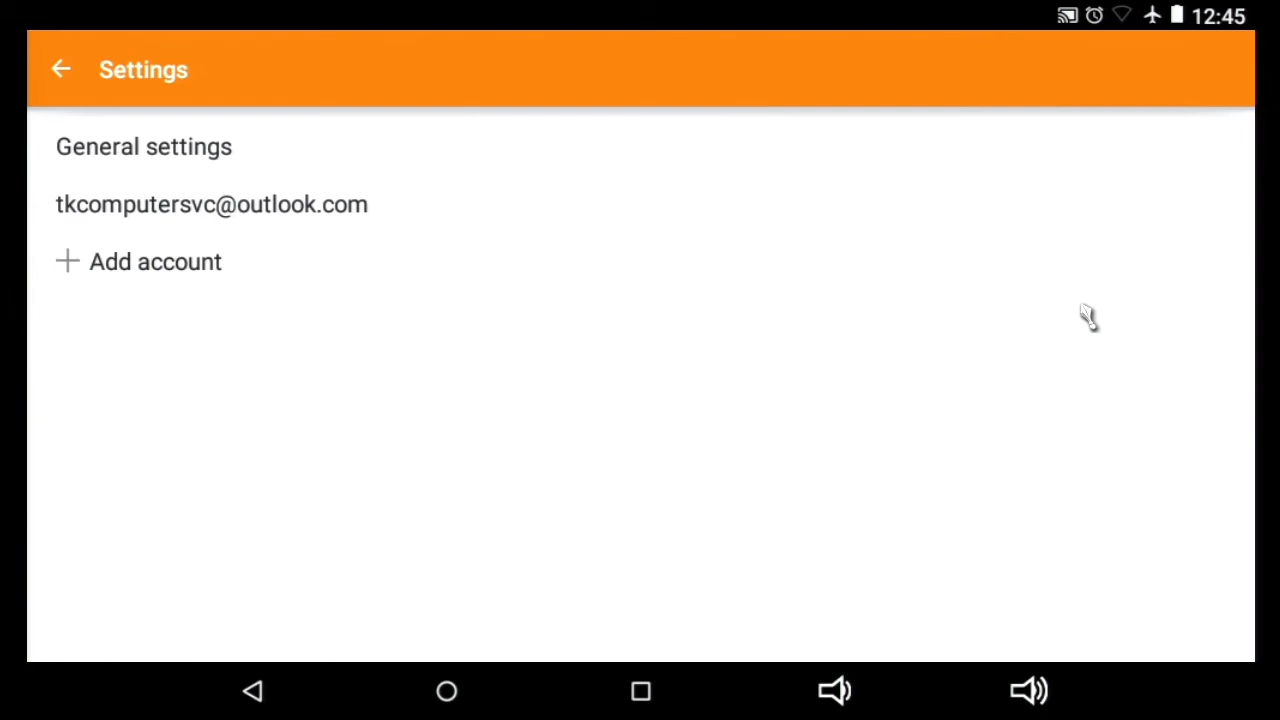 12:45
Settings
General settings
tkcomputersvc@outlook.com
Add account